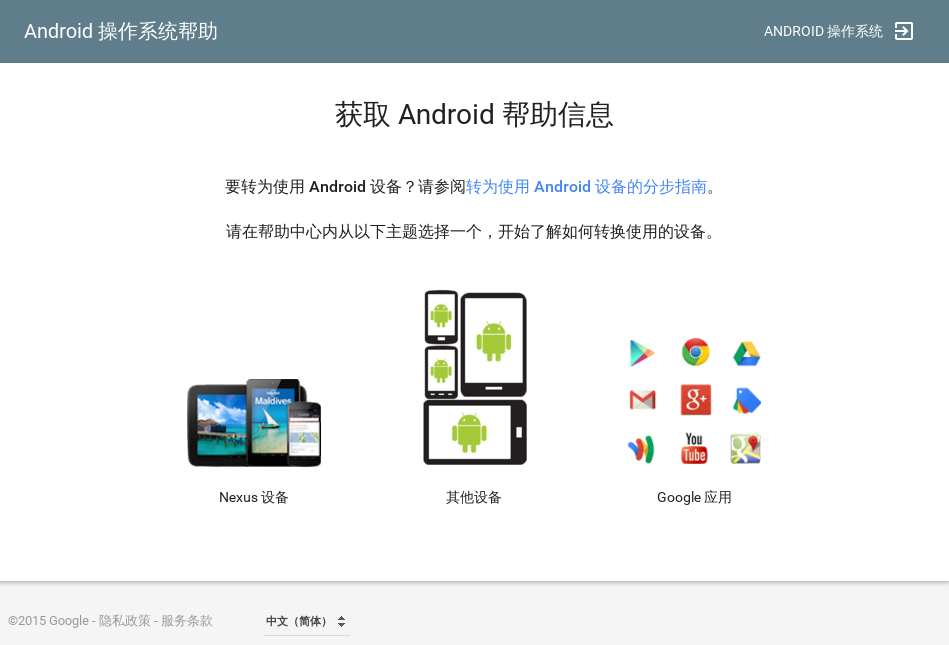 Android 操作系统帮助
ANDROID 操作系统
获取 Android 帮助信息
要转为使用 Android 设备？请参阅转为使用 Android 设备的分步指南。
请在帮助中心内从以下主题选择一个，开始了解如何转换使用的设备。
Maldives
g+
You
Tube
Nexus 设备
其他设备
Google 应用
©2015 Google - 隐私政策 - 服务条款
中文（简体）